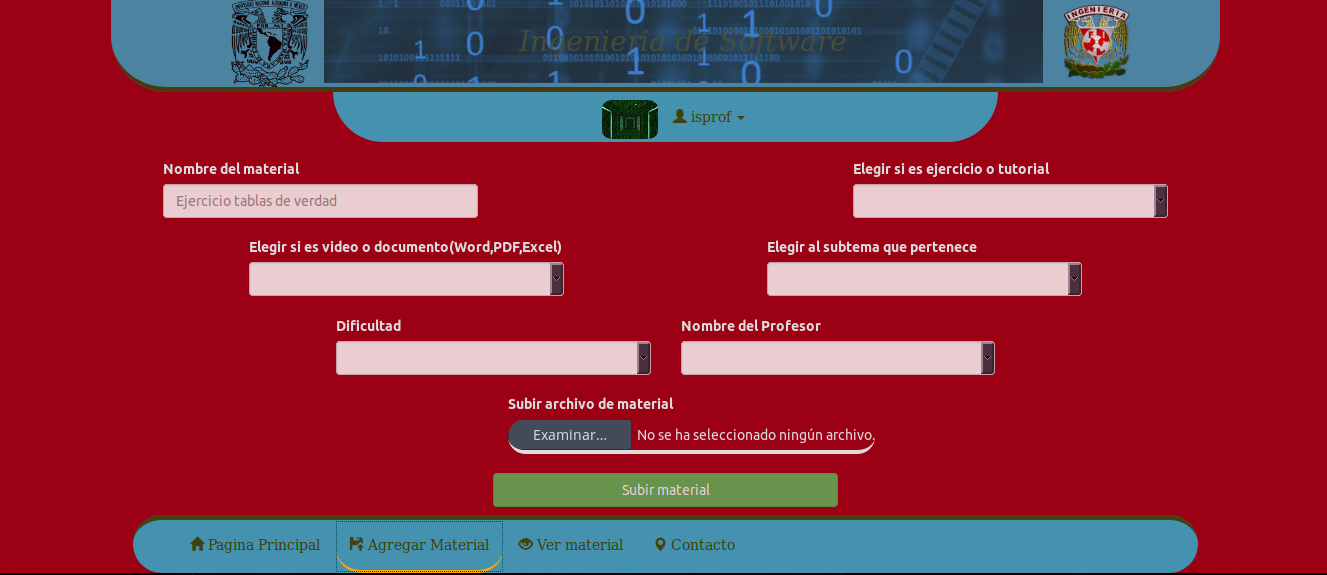 Ingenieria de Software
INGENIERIA
isprof
Nombre del material
Elegir si es ejercicio o tutorial
Ejercicio tablas de verdad
Elegir si es video o documento(Word,PDF,Excel)
Elegir al subtema que pertenece
Dificultad
Nombre del Profesor
Subir archivo de material
Examinar... No se ha seleccionado ningún archivo.
Subir material
Pagina Principal
Agregar Material
Ver material
Contacto